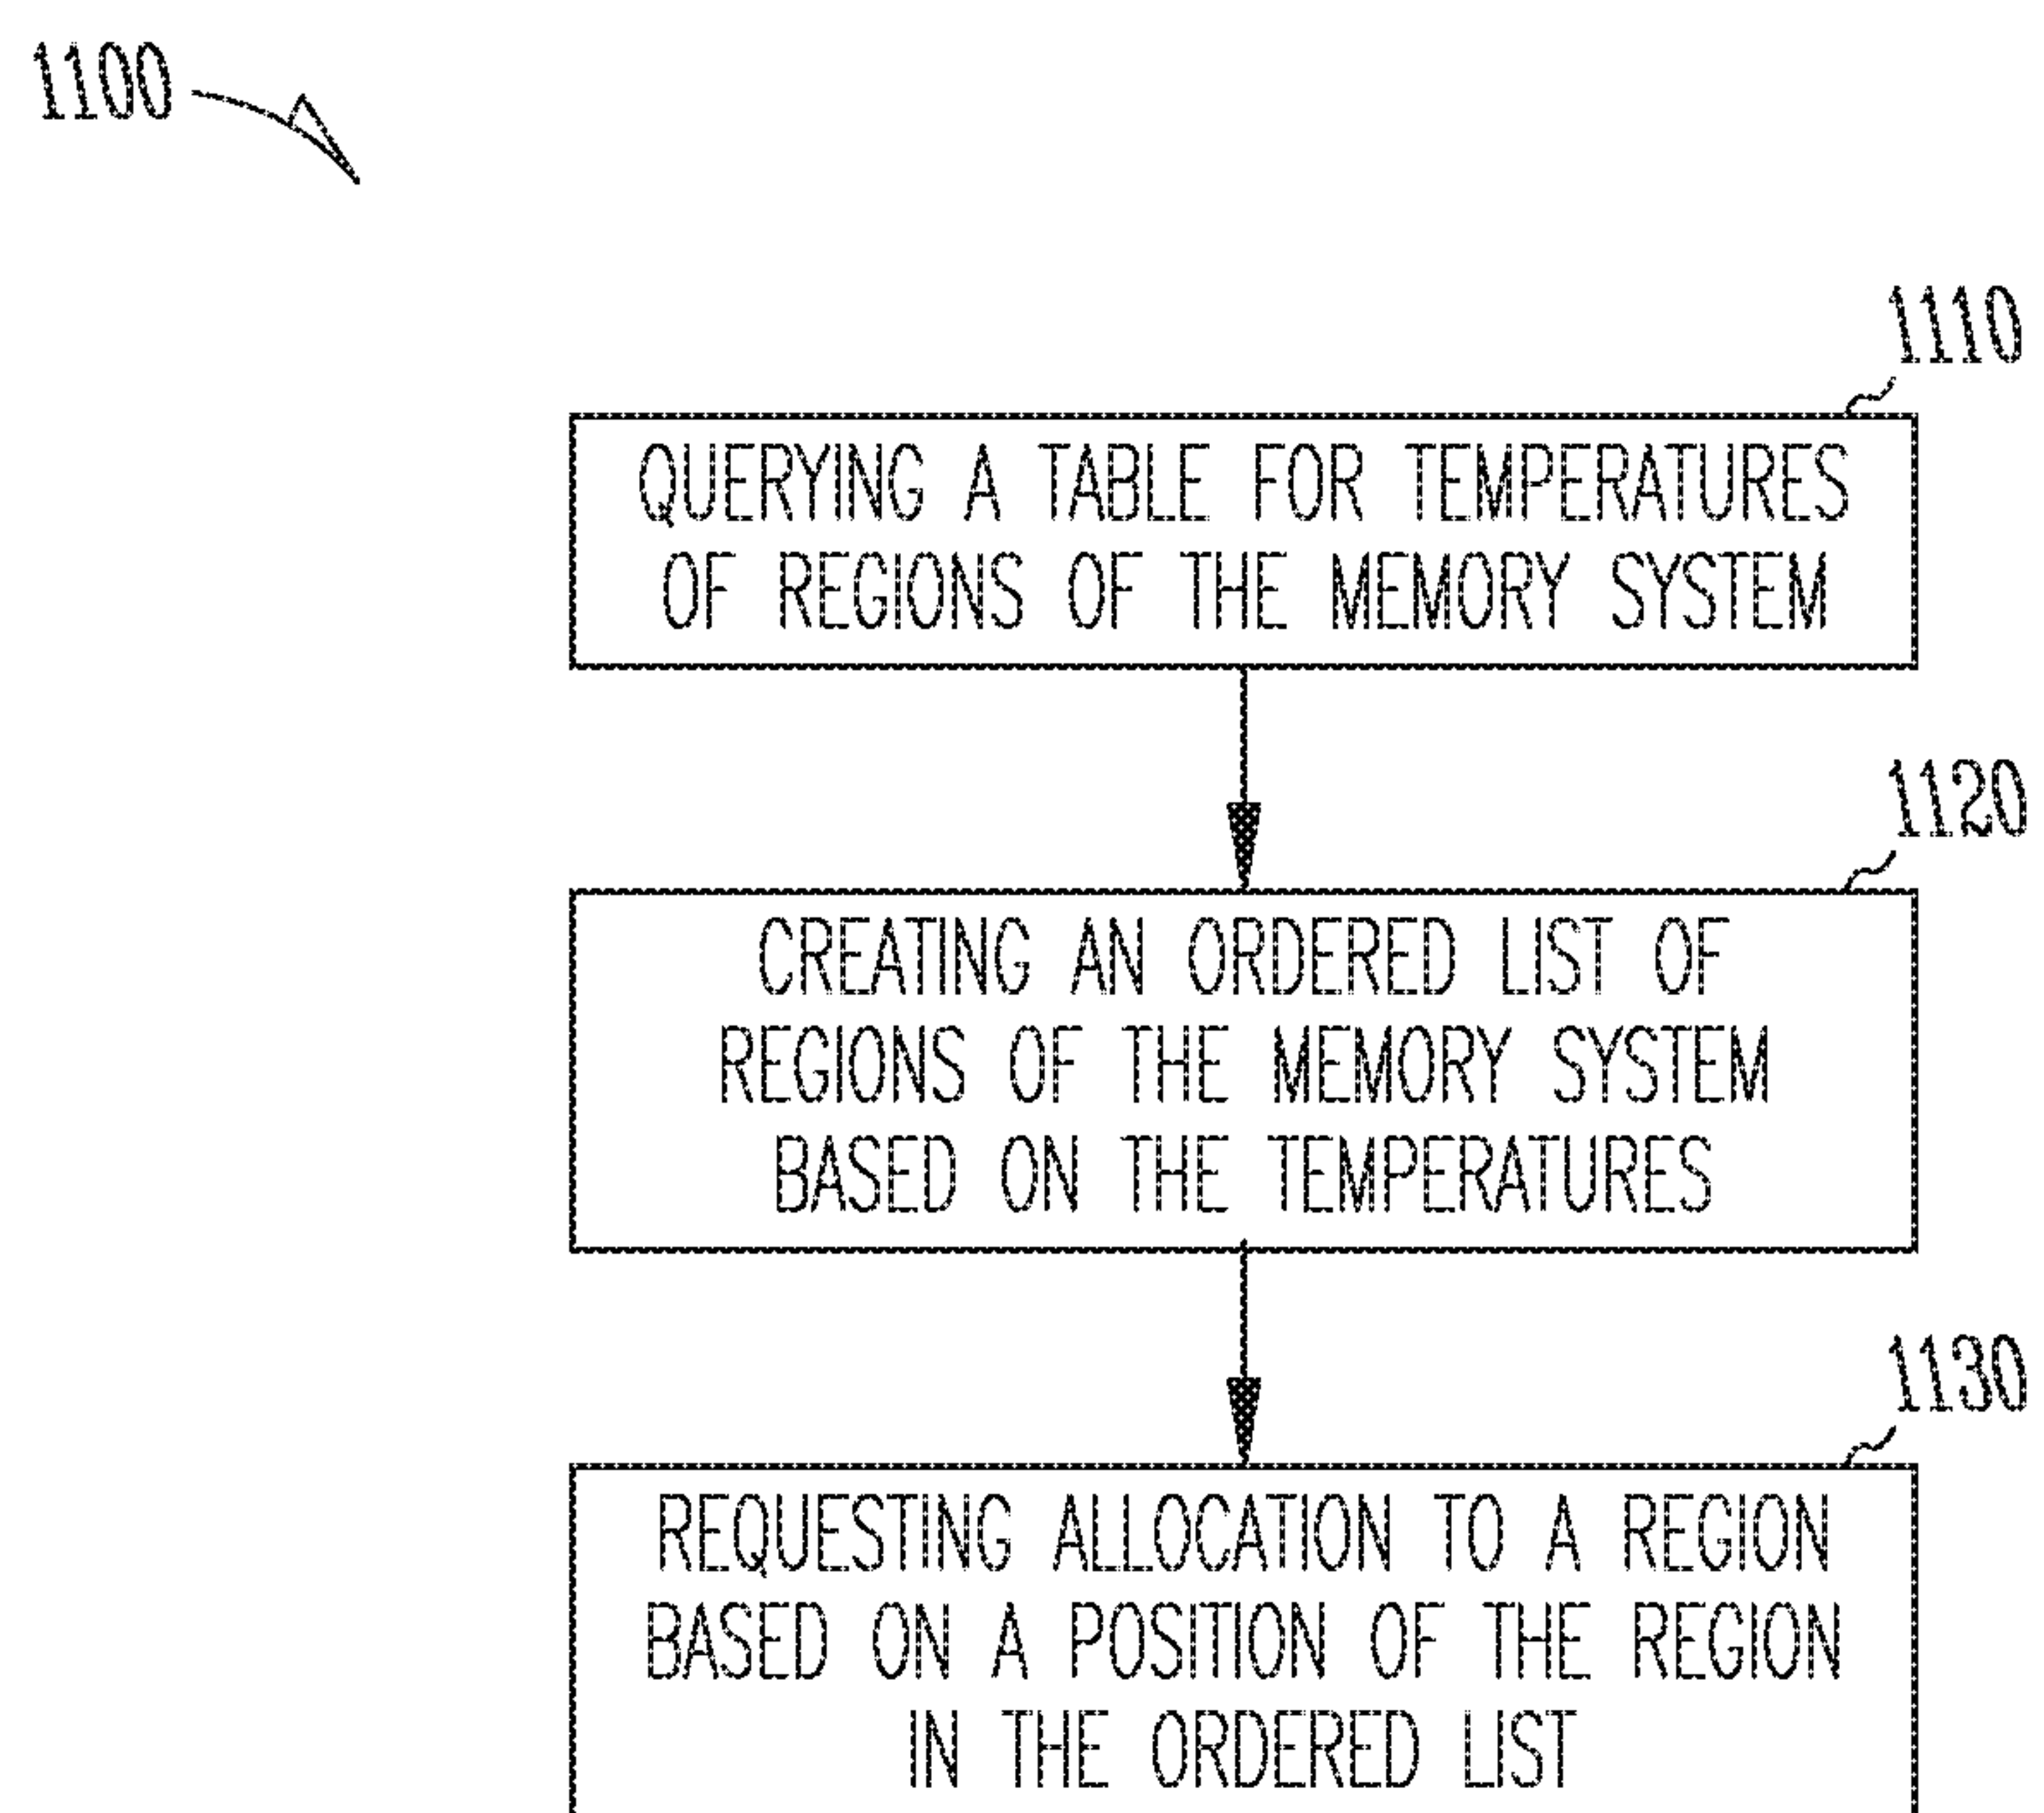 1100
1110
QUERYING A TABLE FOR TEMPERATURES
OF REGIONS OF THE MEMORY SYSTEM
1120
CREATING AN ORDERED LIST OF
REGIONS OF THE MEMORY SYSTEM
BASED ON THE TEMPERATURES
1130
REQUESTING ALLOCATION TO A REGION
BASED ON A POSITION OF THE REGION
IN THE ORDERED LIST